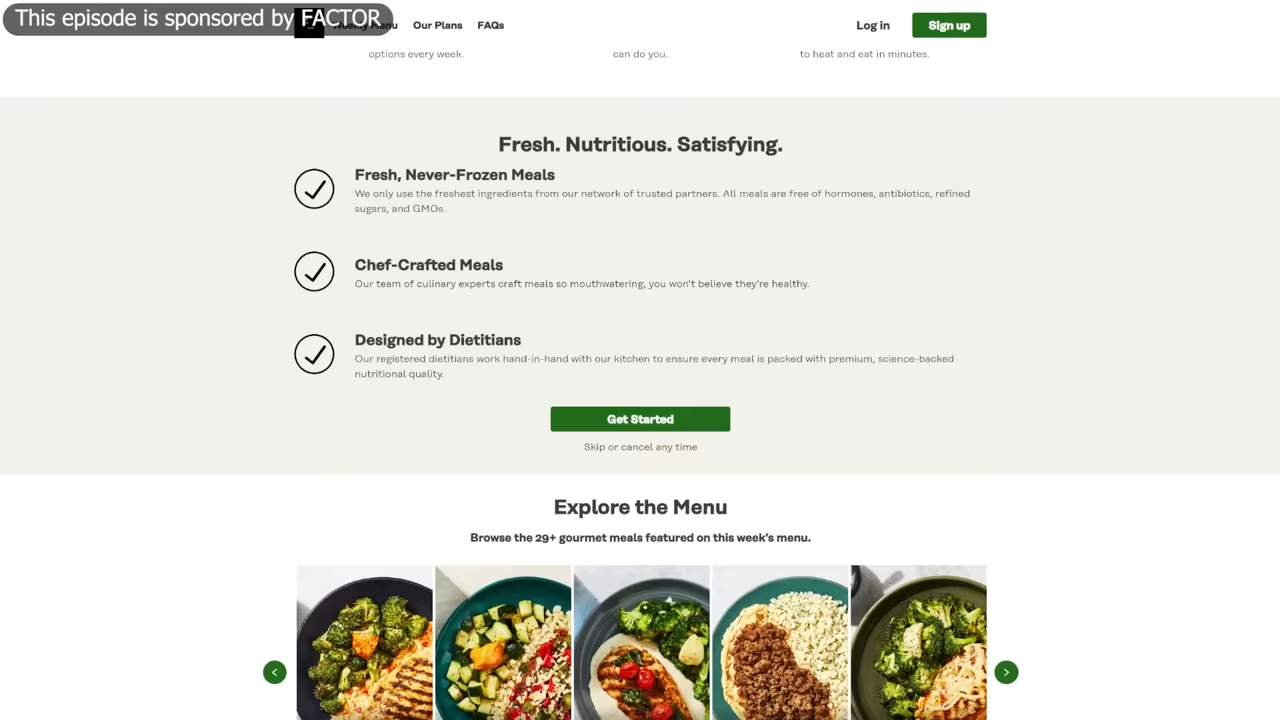 This episode is sponsored by FACTOR
Menu
Our Plans
FAQs
Log in
Sign up
options every week.
can do you.
to heat and eat in minutes.
Fresh. Nutritious. Satisfying.
Fresh, Never-Frozen Meals
We only use the freshest ingredients from our network of trusted partners. All meals are free of hormones, antibiotics, refined
sugars, and GMOs.
Chef-Crafted Meals
Our team of culinary experts craft meals so mouthwatering, you won't believe they're healthy.
Designed by Dietitians
Our registered dietitians work hand-in-hand with our kitchen to ensure every meal is packed with premium, science-backed
nutritional quality.
Get Started
Skip or cancel any time
Explore the Menu
Browse the 29+ gourmet meals featured on this week's menu.